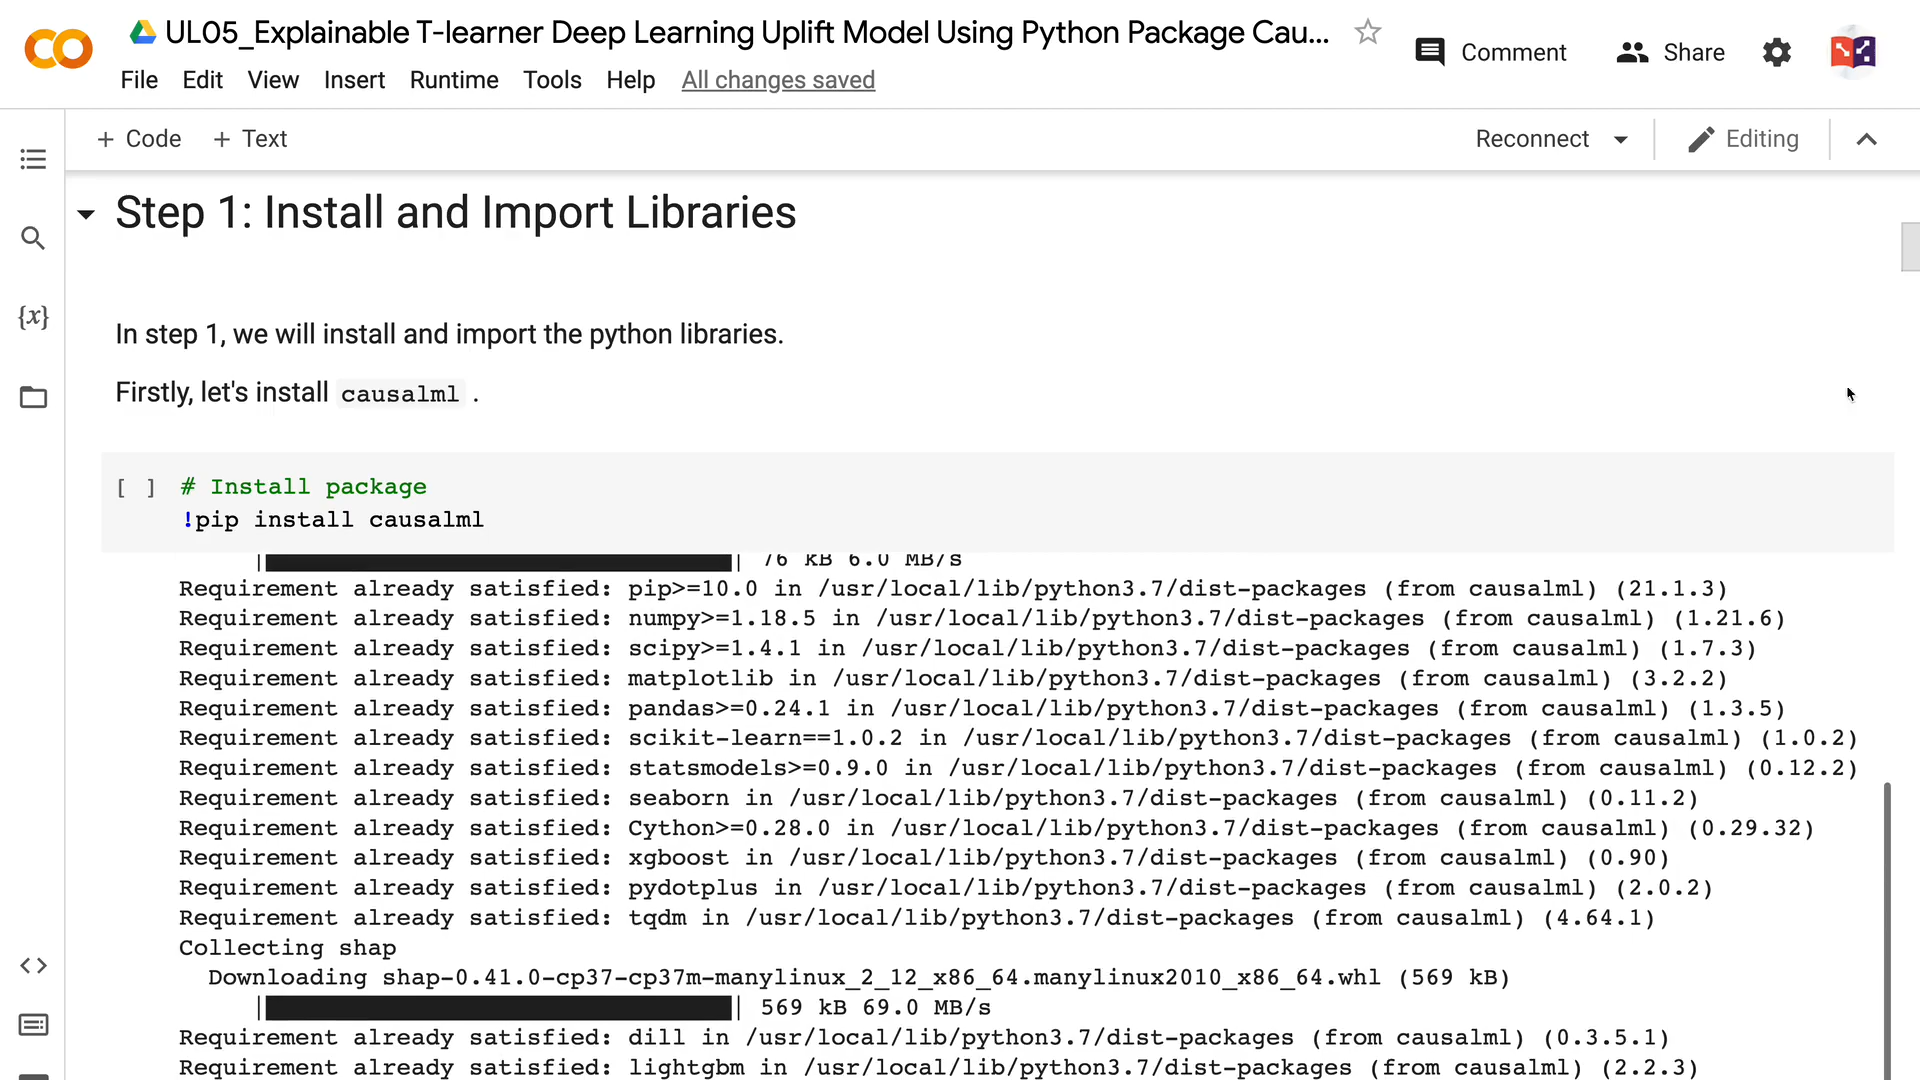 UL05_Explainable T-learner Deep Learning Uplift Model Using Python Package Cau...
Comment
Share
File Edit View Insert Runtime Tools Help All changes saved
+ Code + Text
Reconnect
Editing
Step 1: Install and Import Libraries
{x}
In step 1, we will install and import the python libraries.
Firstly, let's install causalml .
[ ] # Install package
!pip install causalml
| | 76 kB 6.0 MB/s
Requirement already satisfied: pip>=10.0 in /usr/local/lib/python3.7/dist-packages (from causalml) (21.1.3)
Requirement already satisfied: numpy>=1.18.5 in /usr/local/lib/python3.7/dist-packages (from causalml) (1.21.6)
Requirement already satisfied: scipy>=1.4.1 in /usr/local/lib/python3.7/dist-packages (from causalml) (1.7.3)
Requirement already satisfied: matplotlib in /usr/local/lib/python3.7/dist-packages (from causalml) (3.2.2)
Requirement already satisfied: pandas>=0.24.1 in /usr/local/lib/python3.7/dist-packages (from causalml) (1.3.5)
Requirement already satisfied: scikit-learn==1.0.2 in /usr/local/lib/python3.7/dist-packages (from causalml) (1.0.2)
Requirement already satisfied: statsmodels>=0.9.0 in /usr/local/lib/python3.7/dist-packages (from causalml) (0.12.2)
Requirement already satisfied: seaborn in /usr/local/lib/python3.7/dist-packages (from causalml) (0.11.2)
Requirement already satisfied: Cython>=0.28.0 in /usr/local/lib/python3.7/dist-packages (from causalml) (0.29.32)
Requirement already satisfied: xgboost in /usr/local/lib/python3.7/dist-packages (from causalml) (0.90)
Requirement already satisfied: pydotplus in /usr/local/lib/python3.7/dist-packages (from causalml) (2.0.2)
Requirement already satisfied: tqdm in /usr/local/lib/python3.7/dist-packages (from causalml) (4.64.1)
Collecting shap
Downloading shap-0.41.0-cp37-cp37m-manylinux_2_12_x86_64.manylinux2010_x86_64.whl (569 kB)
| | 569 kB 69.0 MB/s
Requirement already satisfied: dill in /usr/local/lib/python3.7/dist-packages (from causalml) (0.3.5.1)
Requirement already satisfied: lightgbm in /usr/local/lib/python3.7/dist-packages (from causalml) (2.2.3)